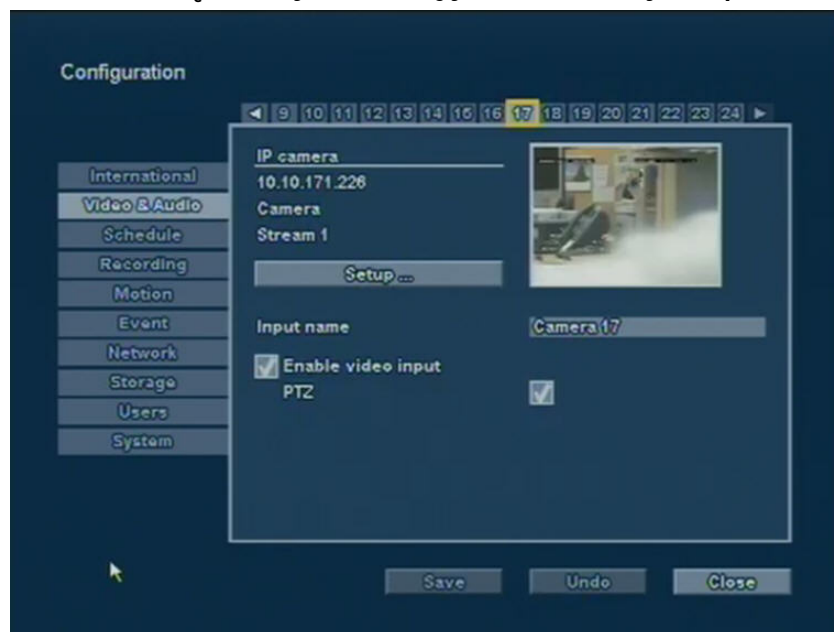 Configuration
◄ 9 10 11 12 13 14 15 16 17 18 19 20 21 22 23 24 ►
International
Video & Audio
Schedule
Recording
Motion
Event
Network
Storage
Users
System
IP camera
10.10.171.226
Camera
Stream 1
Setup ...
Input name
Camera 17
Enable video input
PTZ
Save
Undo
Close